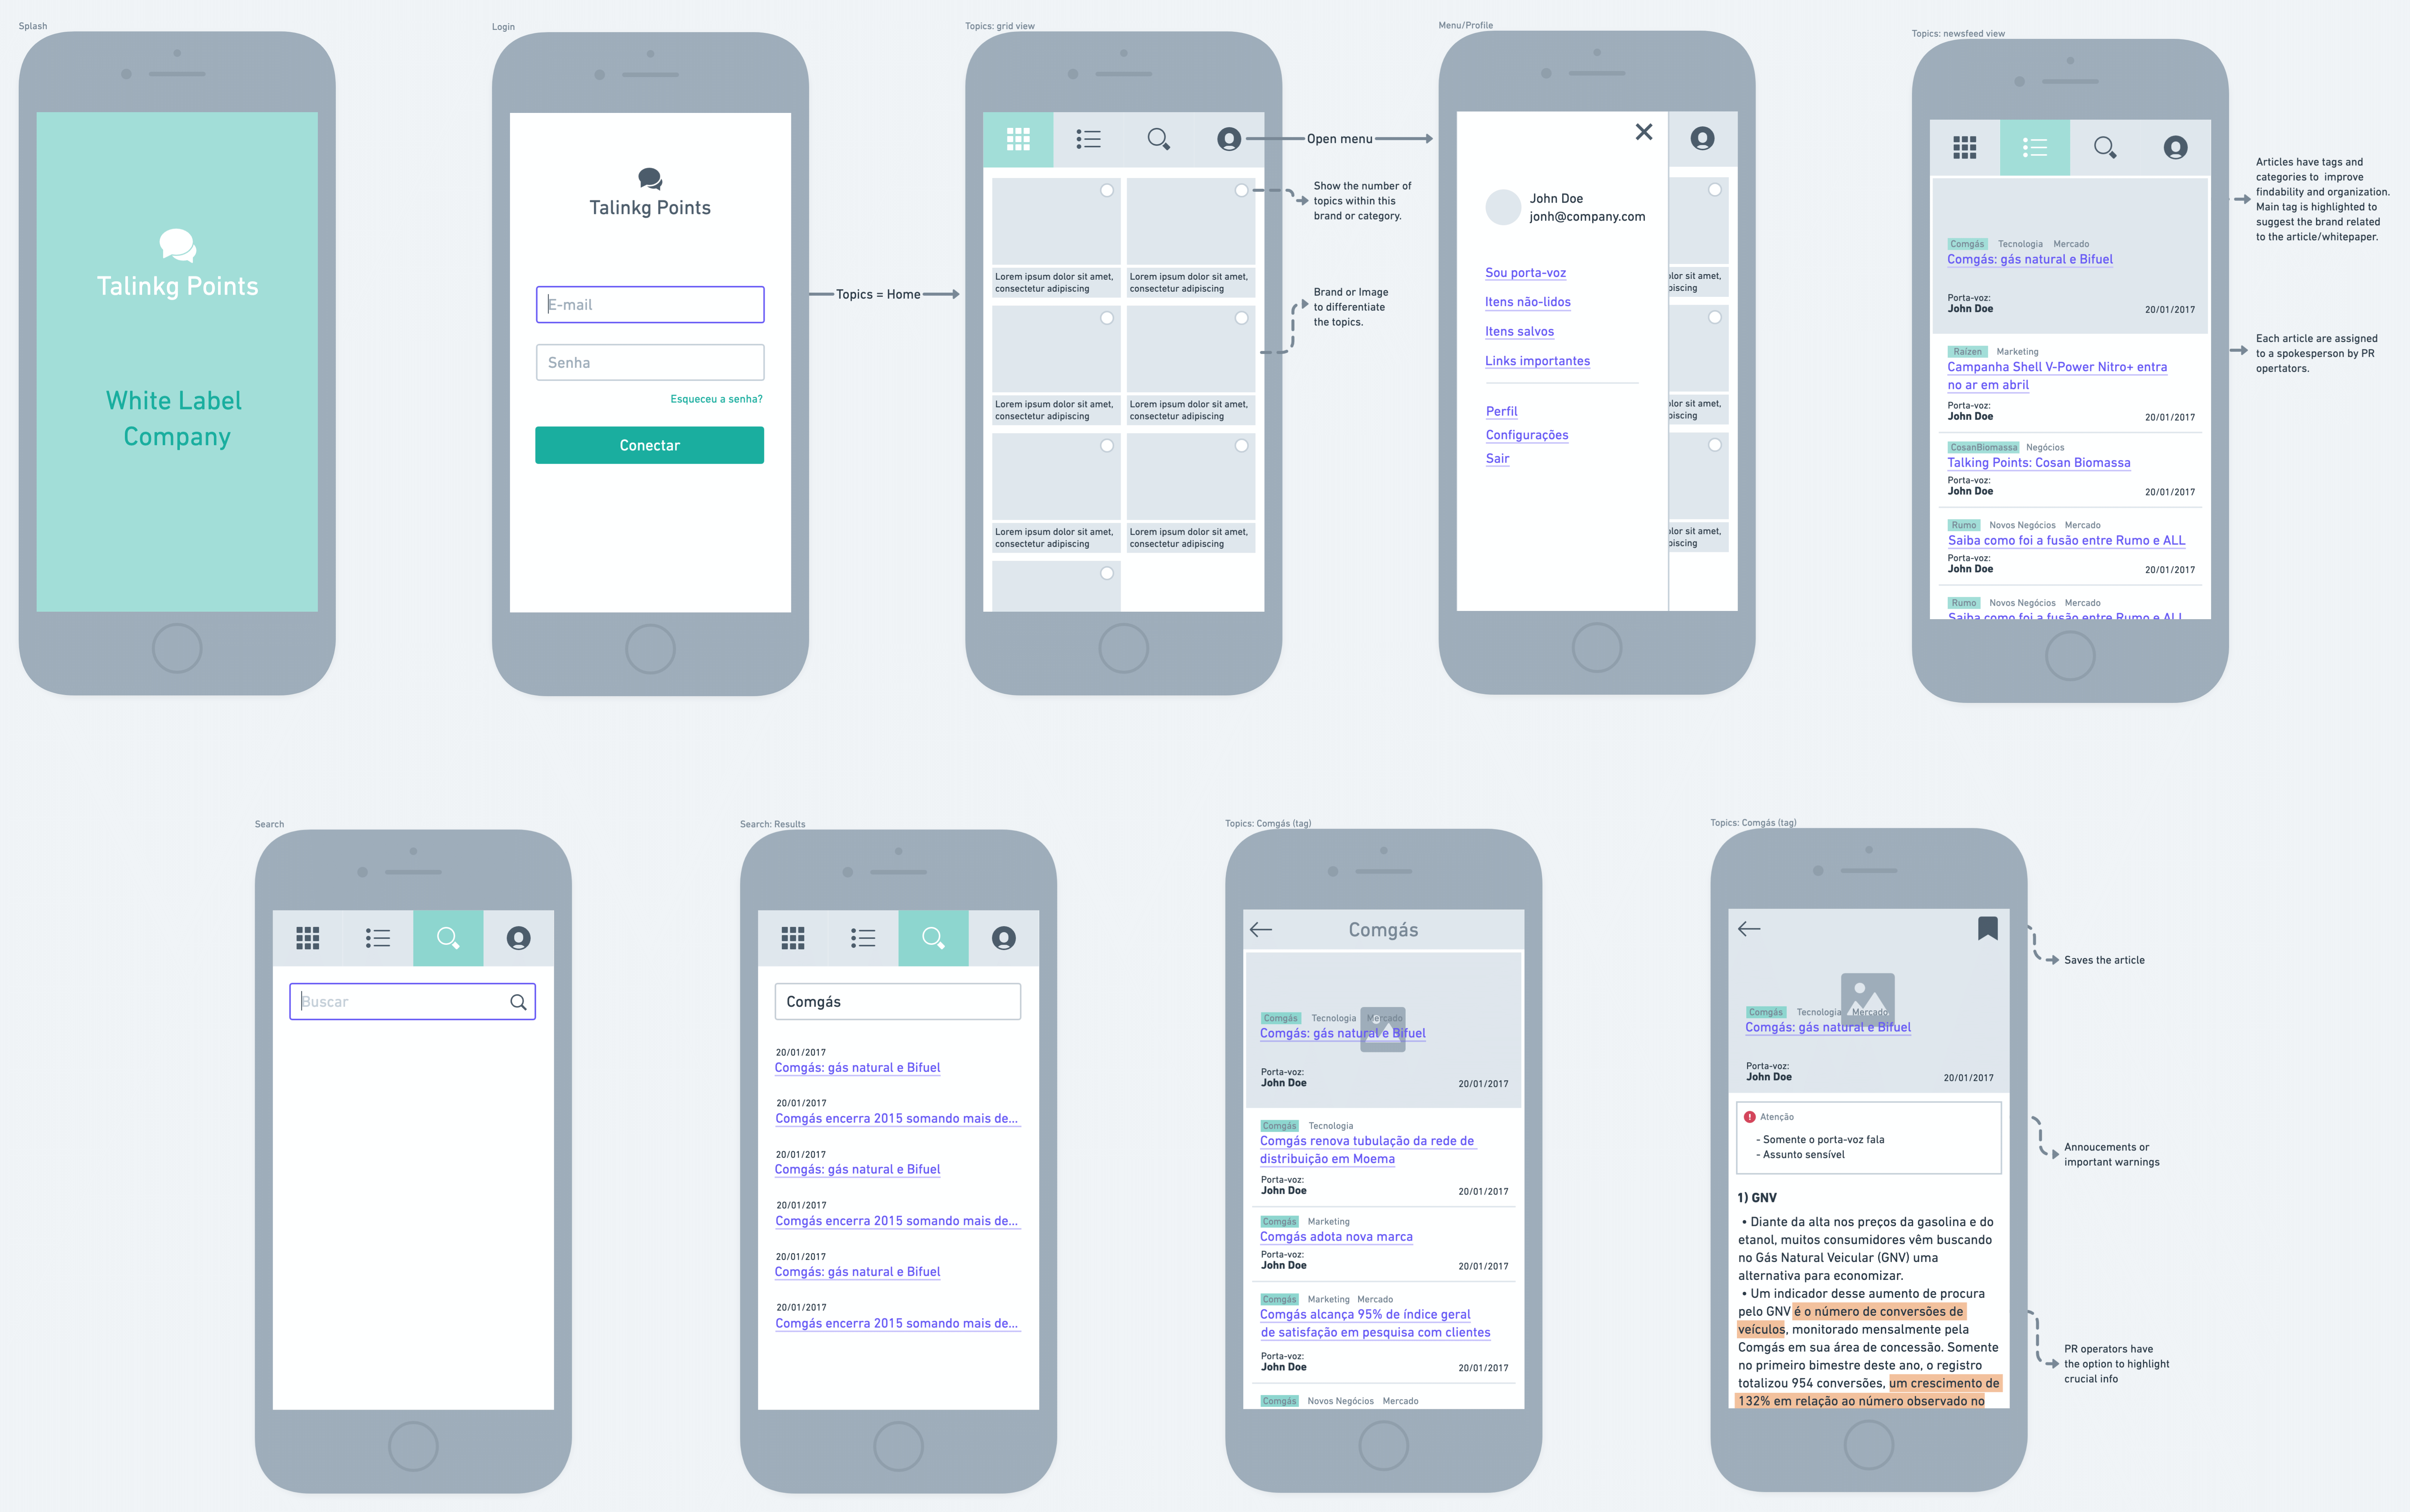 Splash
Talinkg Points
White Label
Company
Login
Talinkg Points
E-mail
Senha
Esqueceu a senha?
Conectar
Topics = Home
Topics: grid view
Lorem ipsum dolor sit amet,
consectetur adipiscing
Lorem ipsum dolor sit amet,
consectetur adipiscing
Lorem ipsum dolor sit amet,
consectetur adipiscing
Lorem ipsum dolor sit amet,
consectetur adipiscing
Lorem ipsum dolor sit amet,
consectetur adipiscing
Lorem ipsum dolor sit amet,
consectetur adipiscing
Open menu
Show the number of
topics within this
brand or category.
Brand or Image
to differentiate
the topics.
Menu/Profile
John Doe
jonh@company.com
Sou porta-voz
Itens não-lidos
Itens salvos
Links importantes
Perfil
Configurações
Sair
olor sit amet,
piscing
olor sit amet,
piscing
olor sit amet,
piscing
Topics: newsfeed view
Comgás Tecnologia Mercado
Comgás: gás natural e Bifuel
Porta-voz:
John Doe 20/01/2017
Raízen Marketing
Campanha Shell V-Power Nitro+ entra
no ar em abril
Porta-voz:
John Doe 20/01/2017
CosanBiomassa Negócios
Talking Points: Cosan Biomassa
Porta-voz:
John Doe 20/01/2017
Rumo Novos Negócios Mercado
Saiba como foi a fusão entre Rumo e ALL
Porta-voz:
John Doe 20/01/2017
Rumo Novos Negócios Mercado
Saiba como foi a fusão entre Rumo e ALL
Articles have tags and
categories to improve
findability and organization.
Main tag is highlighted to
suggest the brand related
to the article/whitepaper.
Each article are assigned
to a spokesperson by PR
opertators.
Search
Buscar
Search: Results
Comgás
20/01/2017
Comgás: gás natural e Bifuel
20/01/2017
Comgás encerra 2015 somando mais de...
20/01/2017
Comgás: gás natural e Bifuel
20/01/2017
Comgás encerra 2015 somando mais de...
20/01/2017
Comgás: gás natural e Bifuel
20/01/2017
Comgás encerra 2015 somando mais de...
Topics: Comgás (tag)
Comgás
Comgás Tecnologia Mercado
Comgás: gás natural e Bifuel
Porta-voz:
John Doe 20/01/2017
Comgás Tecnologia
Comgás renova tubulação da rede de
distribuição em Moema
Porta-voz:
John Doe 20/01/2017
Comgás Marketing
Comgás adota nova marca
Porta-voz:
John Doe 20/01/2017
Comgás Marketing Mercado
Comgás alcança 95% de índice geral
de satisfação em pesquisa com clientes
Porta-voz:
John Doe 20/01/2017
Comgás Novos Negócios Mercado
Topics: Comgás (tag)
Comgás Tecnologia Mercado
Comgás: gás natural e Bifuel
Porta-voz:
John Doe 20/01/2017
Atenção
- Somente o porta-voz fala
- Assunto sensível
1) GNV
• Diante da alta nos preços da gasolina e do
etanol, muitos consumidores vêm buscando
no Gás Natural Veicular (GNV) uma
alternativa para economizar.
• Um indicador desse aumento de procura
pelo GNV é o número de conversões de
veículos, monitorado mensalmente pela
Comgás em sua área de concessão. Somente
no primeiro bimestre deste ano, o registro
totalizou 954 conversões, um crescimento de
132% em relação ao número observado no
Saves the article
Annoucements or
important warnings
PR operators have
the option to highlight
crucial info